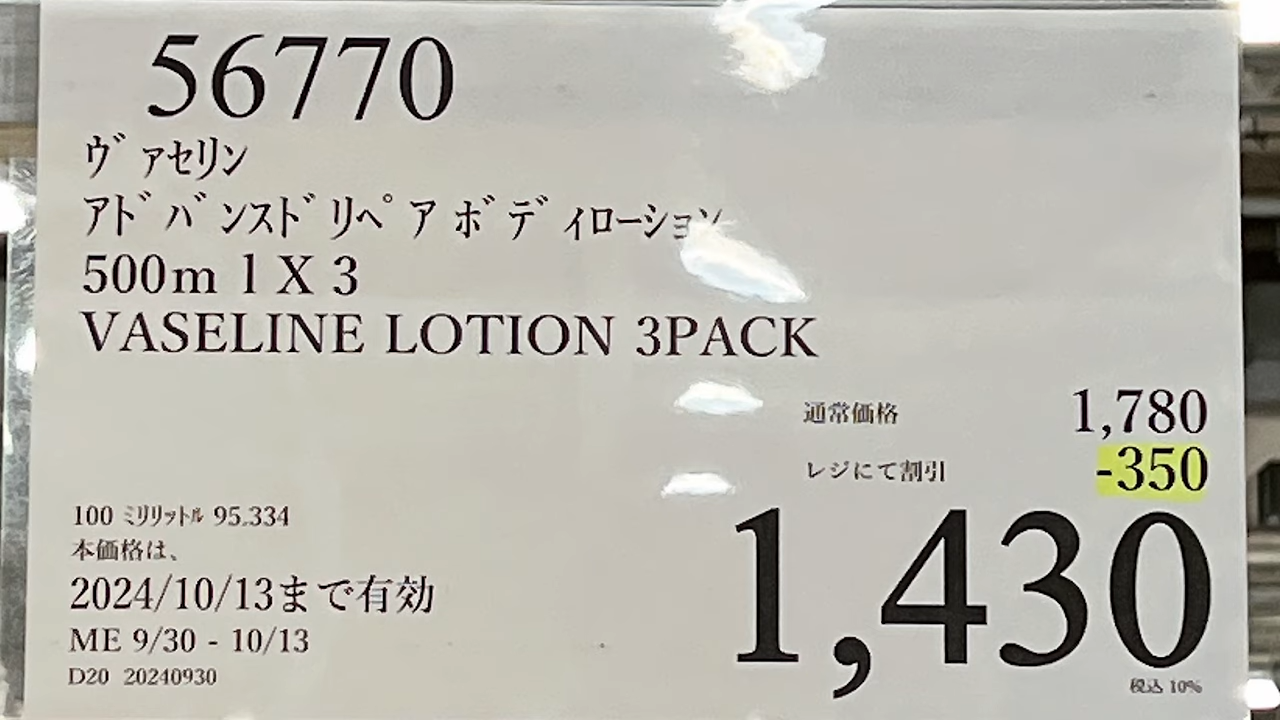 56770
ヴァセリン
アドバンスドリペアボディローション
500ml X 3
VASELINE LOTION 3PACK
通常価格 1,780
レジにて割引 -350
1,430
税込 10%
100 ミリリットル 95.334
本価格は、
2024/10/13まで有効
ME 9/30 - 10/13
D20 20240930